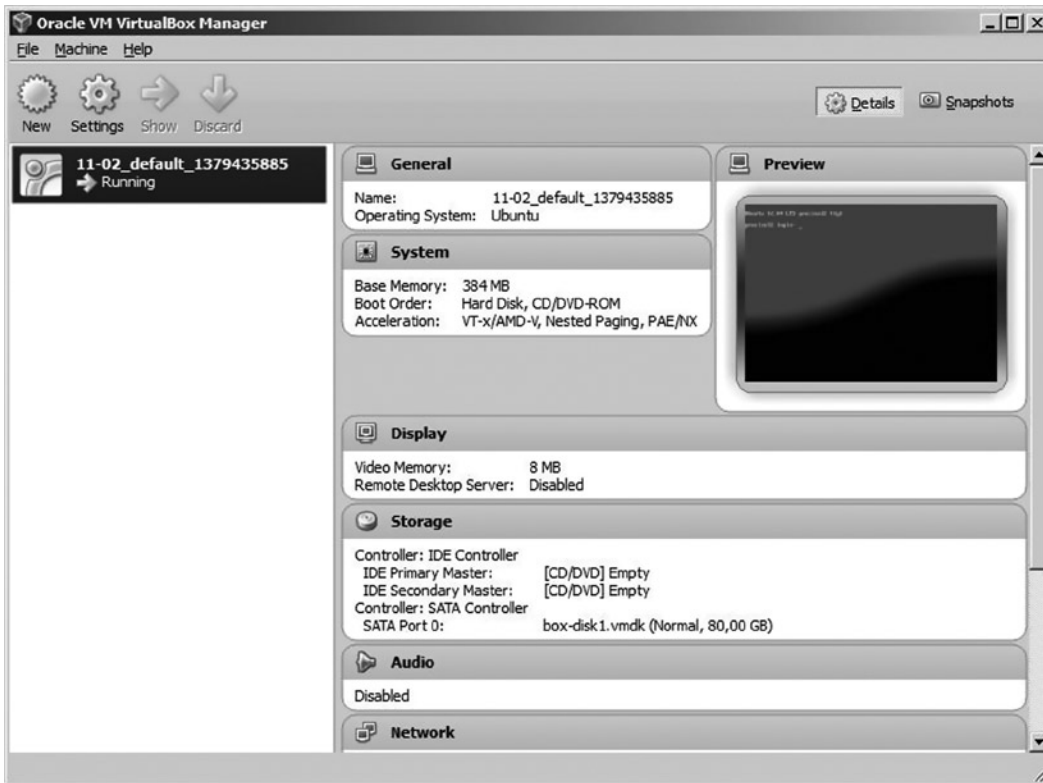 Oracle VM VirtualBox Manager
File Machine Help
New Settings Show Discard
Details Snapshots
11-02_default_1379435885
Running
General
Name: 11-02_default_1379435885
Operating System: Ubuntu
System
Base Memory: 384 MB
Boot Order: Hard Disk, CD/DVD-ROM
Acceleration: VT-x/AMD-V, Nested Paging, PAE/NX
Preview
Display
Video Memory: 8 MB
Remote Desktop Server: Disabled
Storage
Controller: IDE Controller
IDE Primary Master: [CD/DVD] Empty
IDE Secondary Master: [CD/DVD] Empty
Controller: SATA Controller
SATA Port 0: box-disk1.vmdk (Normal, 80,00 GB)
Audio
Disabled
Network